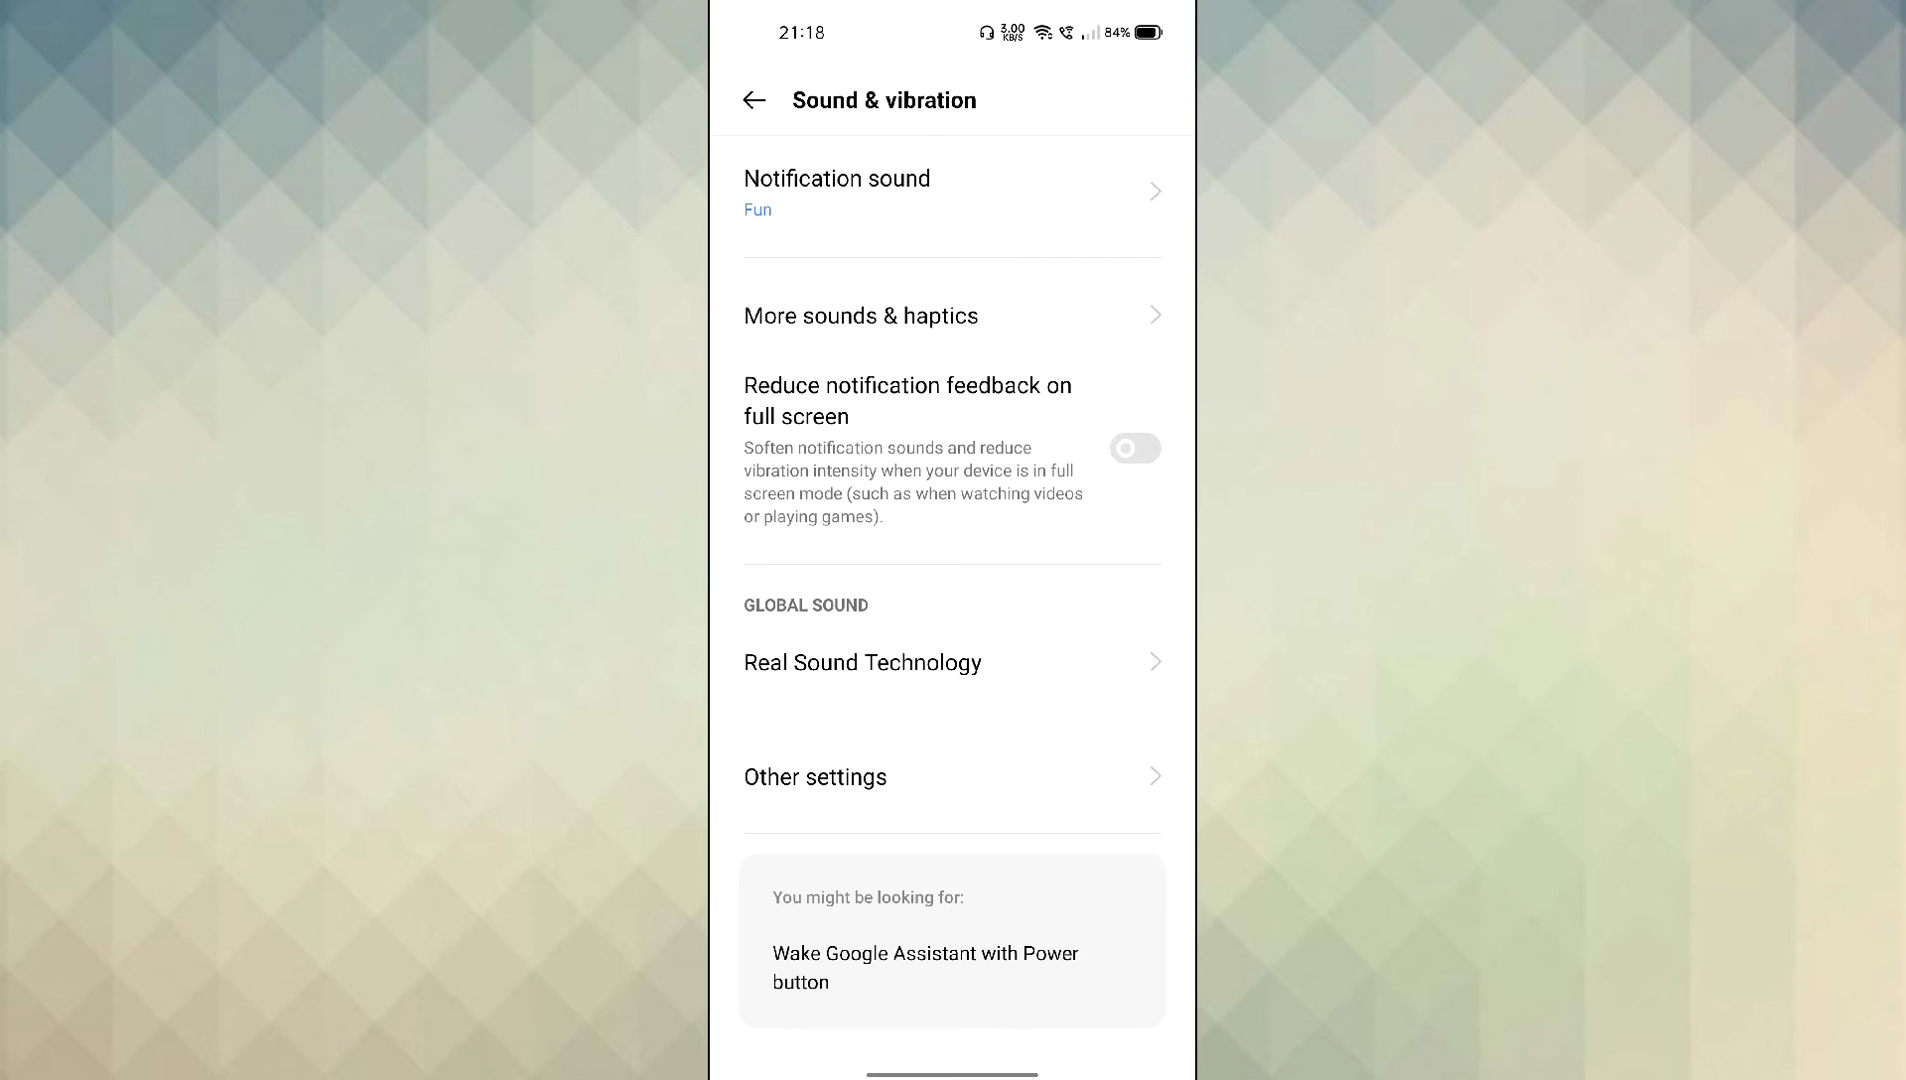 21:18
3.00
KB/S
84%
Sound & vibration
Notification sound
Fun
More sounds & haptics
Reduce notification feedback on
full screen
Soften notification sounds and reduce
vibration intensity when your device is in full
screen mode (such as when watching videos
or playing games).
GLOBAL SOUND
Real Sound Technology
Other settings
You might be looking for:
Wake Google Assistant with Power
button